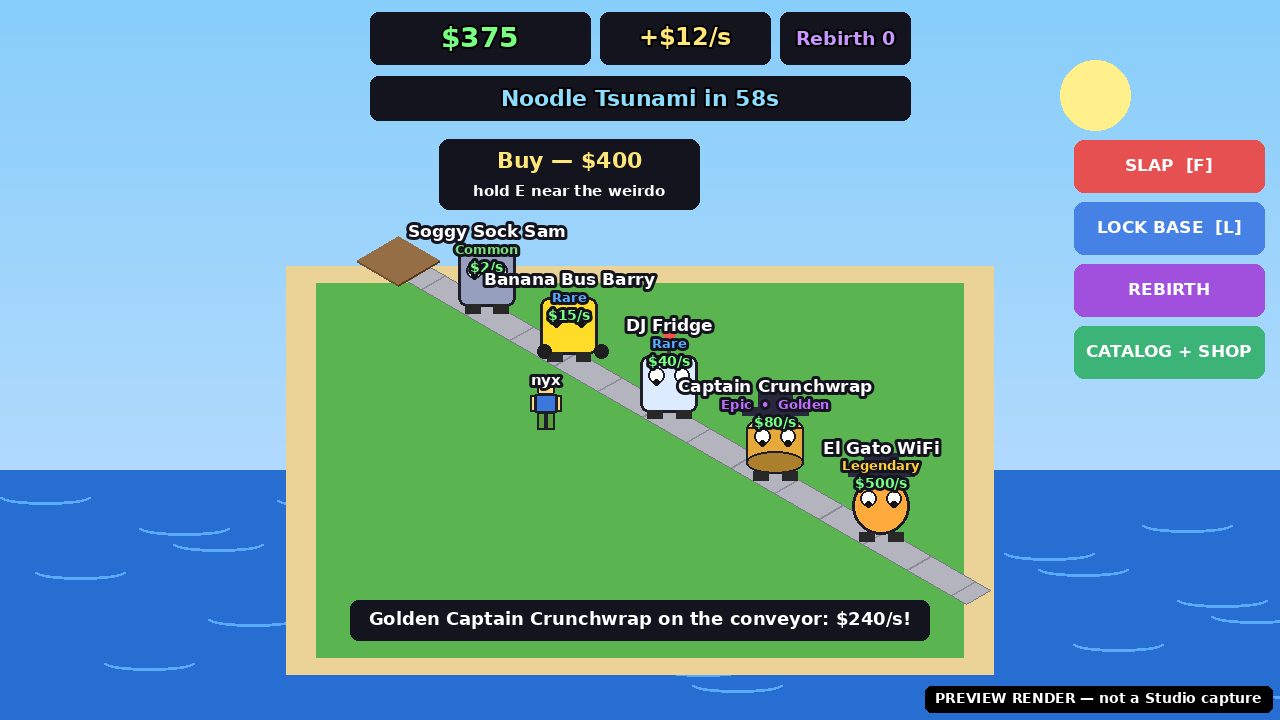 $375
+$12/s
Rebirth 0
Noodle Tsunami in 58s
Buy — $400
hold E near the weirdo
SLAP [F]
LOCK BASE [L]
REBIRTH
CATALOG + SHOP
Soggy Sock Sam
Common
$2/s
Banana Bus Barry
Rare
$15/s
DJ Fridge
Rare
$40/s
nyx
Captain Crunchwrap
Epic • Golden
$80/s
El Gato WiFi
Legendary
$500/s
Golden Captain Crunchwrap on the conveyor: $240/s!
PREVIEW RENDER — not a Studio capture